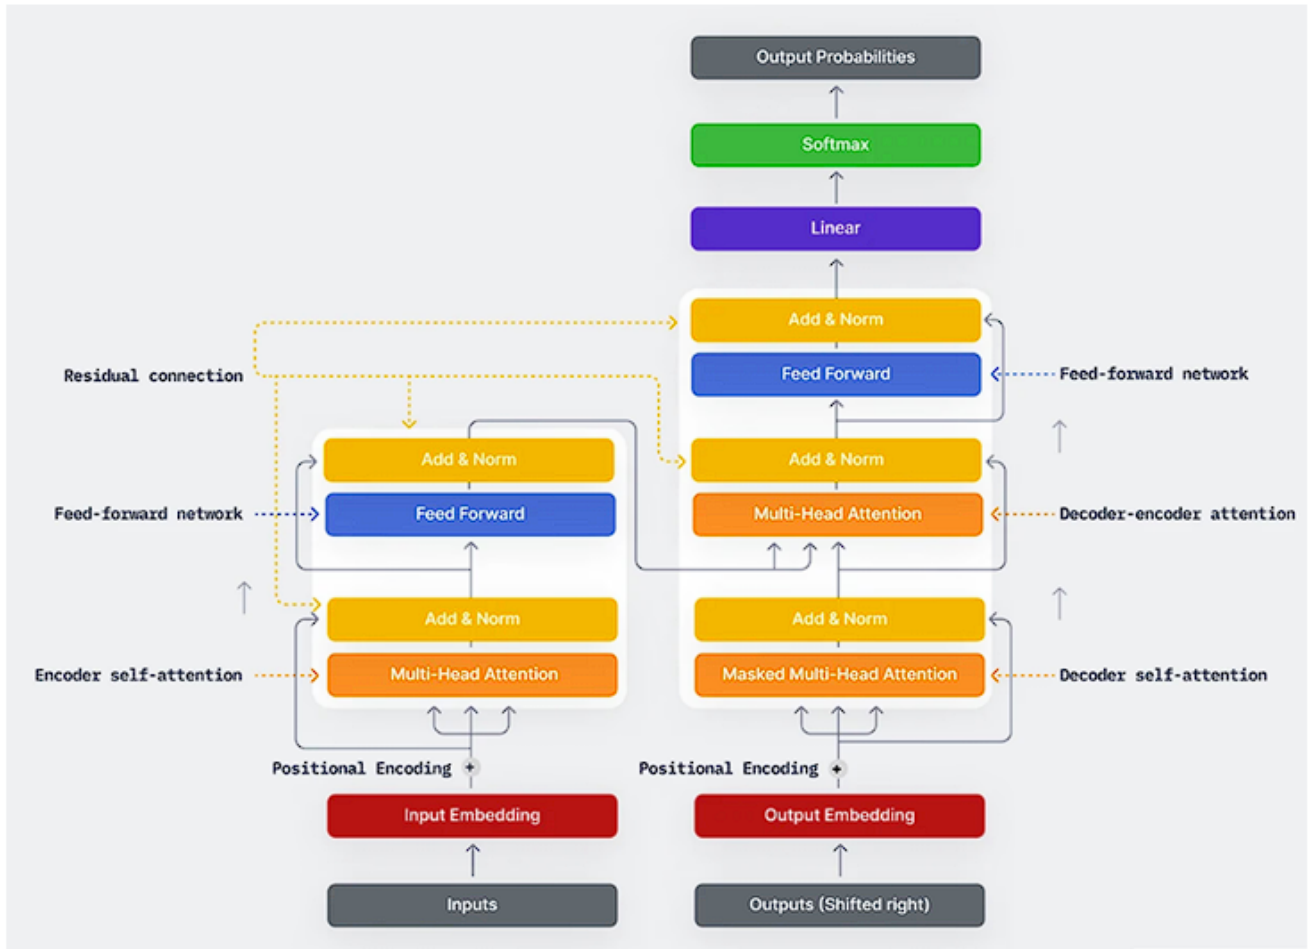 Output Probabilities
Softmax
Linear
Add & Norm
Residual connection
Feed Forward
Feed-forward network
Add & Norm
Add & Norm
Feed-forward network
Feed Forward
Multi-Head Attention
Decoder-encoder attention
Add & Norm
Add & Norm
Encoder self-attention
Multi-Head Attention
Masked Multi-Head Attention
Decoder self-attention
Positional Encoding +
Positional Encoding +
Input Embedding
Output Embedding
Inputs
Outputs (Shifted right)